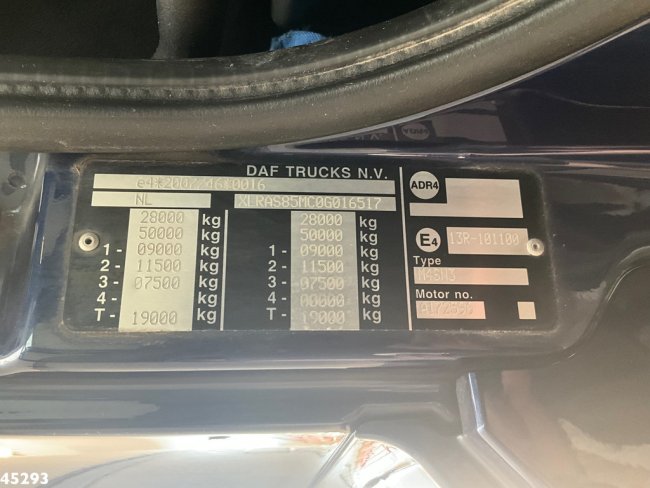 DAF TRUCKS N.V.
e4*2007/46*0016
NL XLRAS85MC0G016517
28000 kg 28000 kg
50000 kg 50000 kg
1 - 09000 kg 1 - 09000 kg
2 - 11500 kg 2 - 11500 kg
3 - 07500 kg 3 - 07500 kg
4 - kg 4 - 00000 kg
T - 19000 kg T - 19000 kg
ADR4
E4 13R-101100
Type
Motor no.
45293